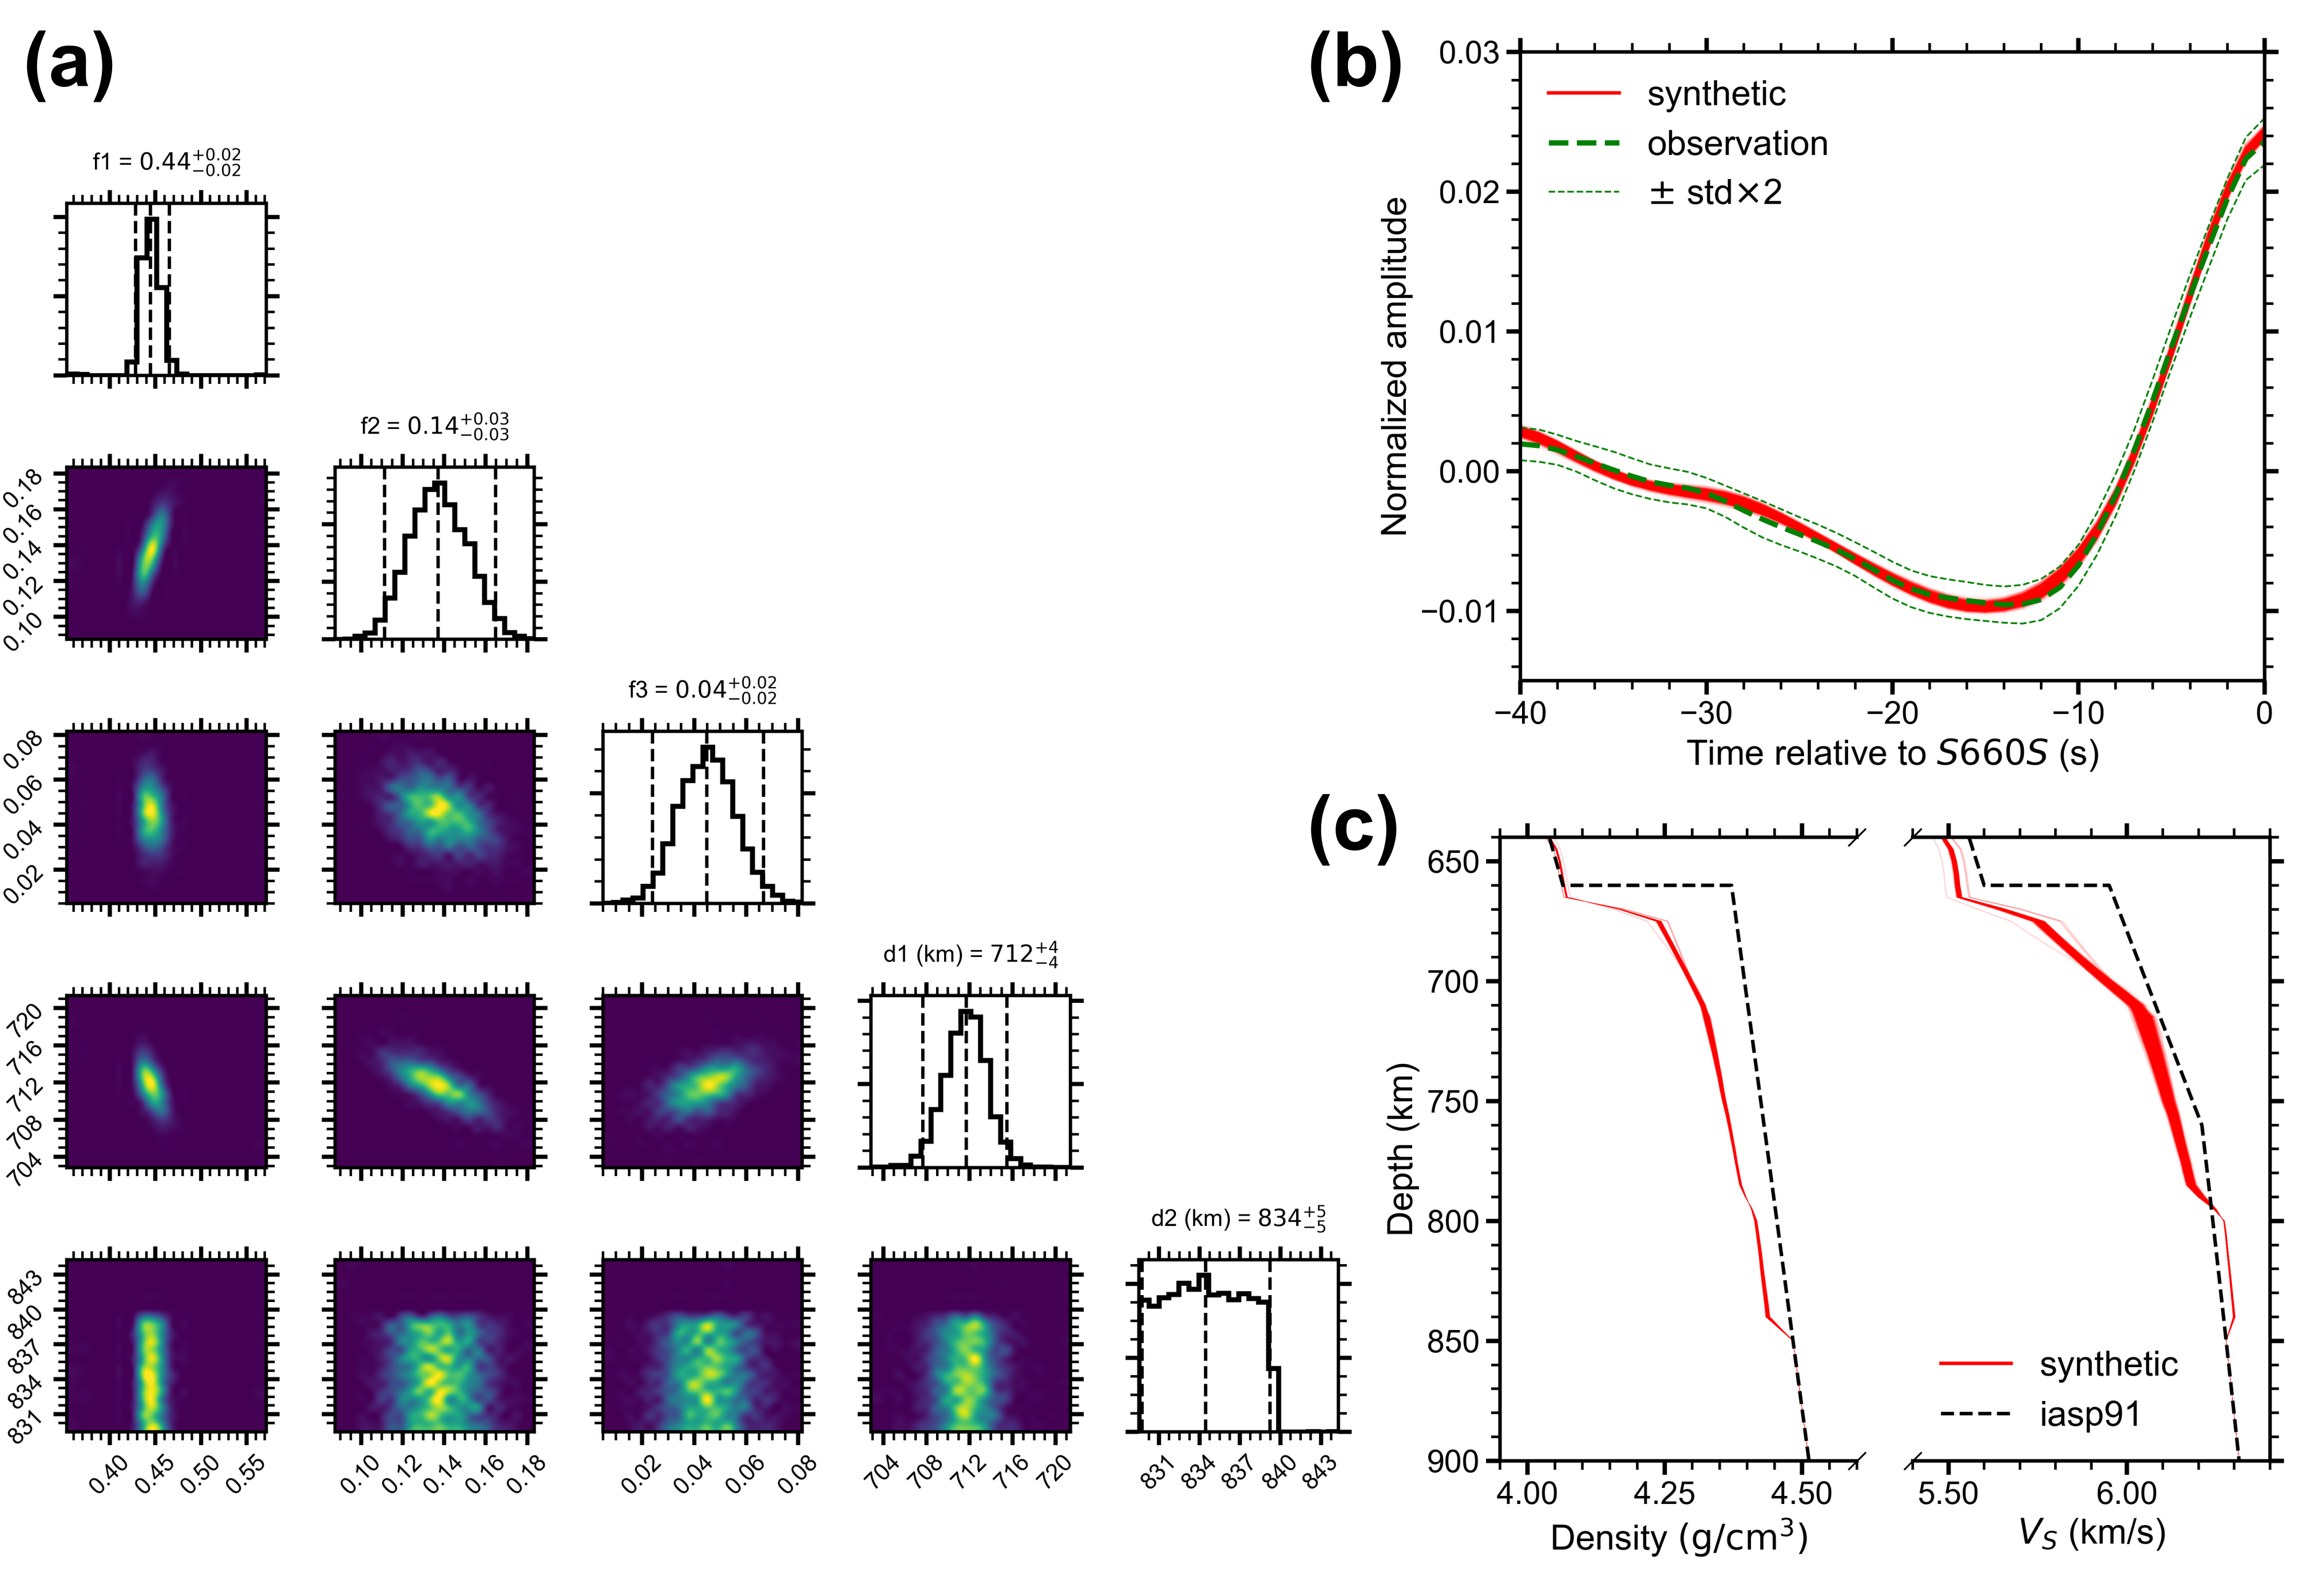 (a)
f1 = 0.44 +0.02 −0.02
f2 = 0.14 +0.03 −0.03
0.18
0.16
0.14
0.12
0.10
f3 = 0.04 +0.02 −0.02
0.08
0.06
0.04
0.02
d1 (km) = 712 +4 −4
720
716
712
708
704
d2 (km) = 834 +5 −5
843
840
837
834
831
0.40 0.45 0.50 0.55
0.10 0.12 0.14 0.16 0.18
0.02 0.04 0.06 0.08
704 708 712 716 720
831 834 837 840 843
(b)
0.03
0.02
0.01
0.00
−0.01
Normalized amplitude
synthetic
observation
± std×2
−40 −30 −20 −10 0
Time relative to S660S (s)
(c)
650
700
750
800
850
900
Depth (km)
synthetic
iasp91
4.00 4.25 4.50
5.50 6.00
Density (g/cm³)
V_S (km/s)